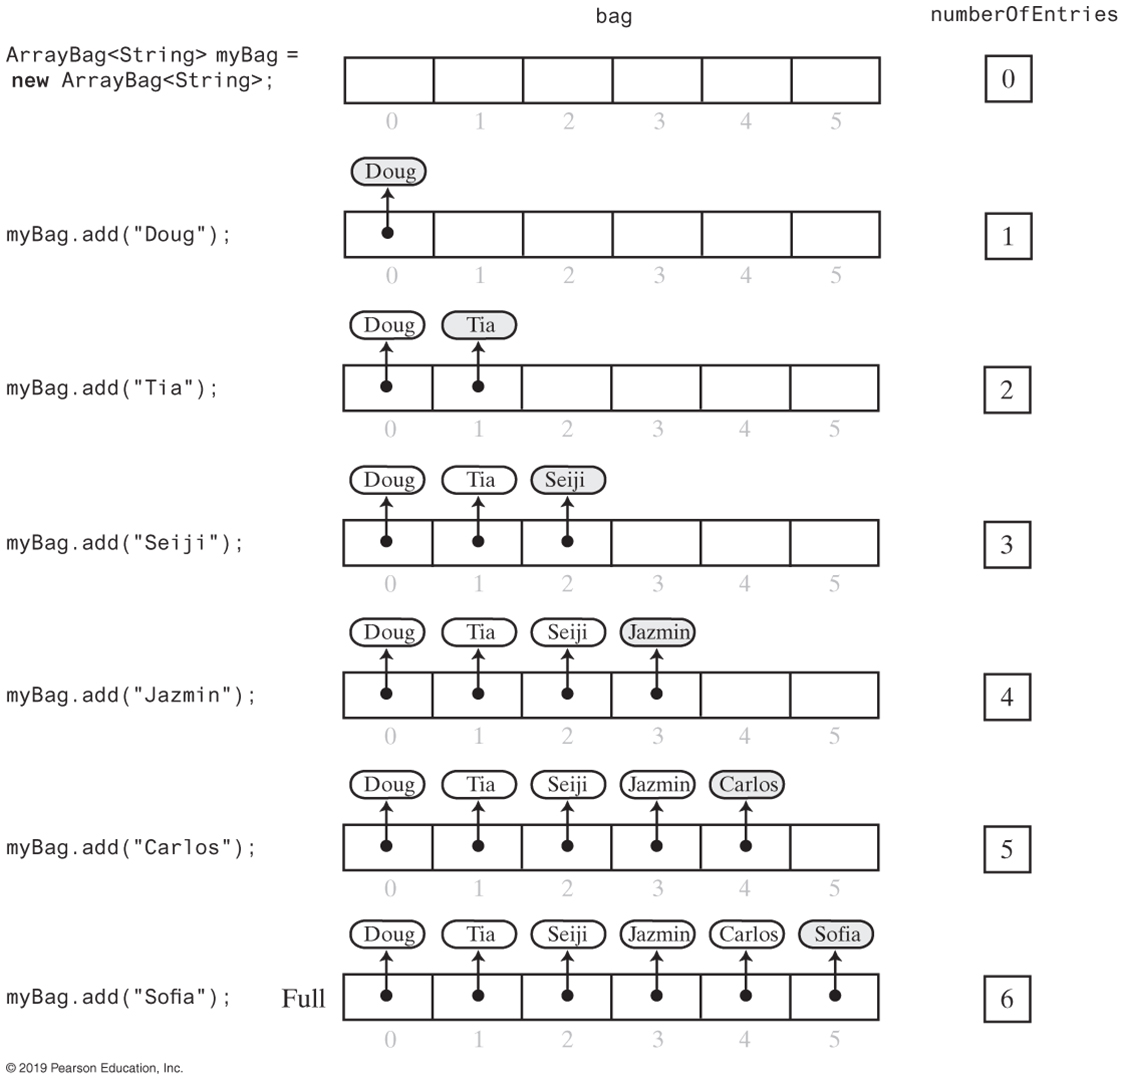 bag numberOfEntries
ArrayBag<String> myBag =
new ArrayBag<String>;
0
0 1 2 3 4 5
Doug
myBag.add("Doug");
1
0 1 2 3 4 5
Doug Tia
myBag.add("Tia");
2
0 1 2 3 4 5
Doug Tia Seiji
myBag.add("Seiji");
3
0 1 2 3 4 5
Doug Tia Seiji Jazmin
myBag.add("Jazmin");
4
0 1 2 3 4 5
Doug Tia Seiji Jazmin Carlos
myBag.add("Carlos");
5
0 1 2 3 4 5
Doug Tia Seiji Jazmin Carlos Sofia
myBag.add("Sofia"); Full 6
0 1 2 3 4 5
© 2019 Pearson Education, Inc.